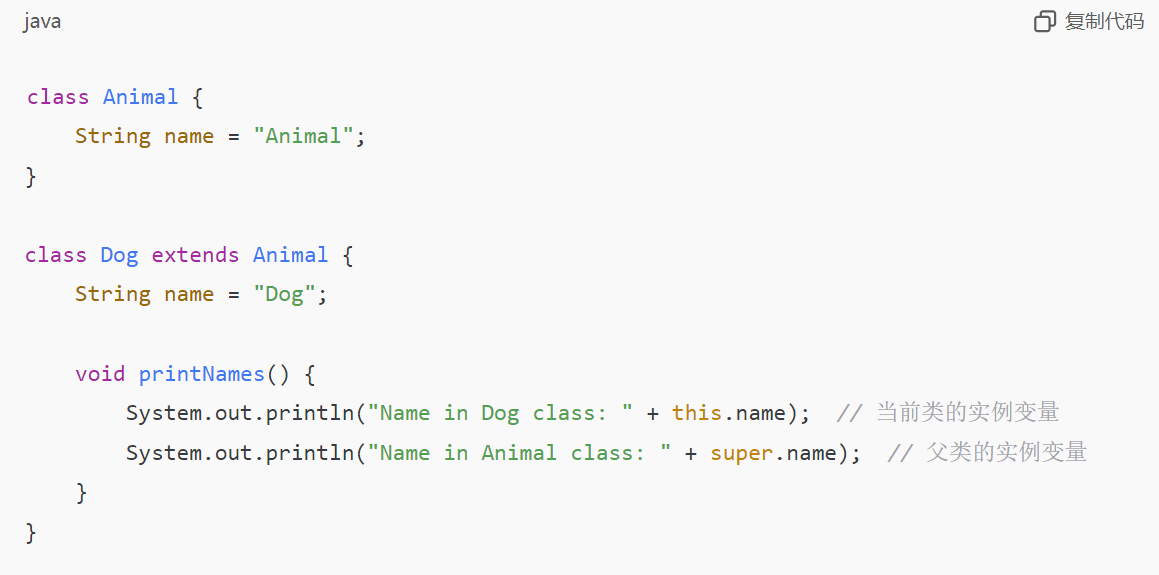 java
复制代码
class Animal {
    String name = "Animal";
}
class Dog extends Animal {
    String name = "Dog";
    void printNames() {
        System.out.println("Name in Dog class: " + this.name);  // 当前类的实例变量
        System.out.println("Name in Animal class: " + super.name);  // 父类的实例变量
    }
}